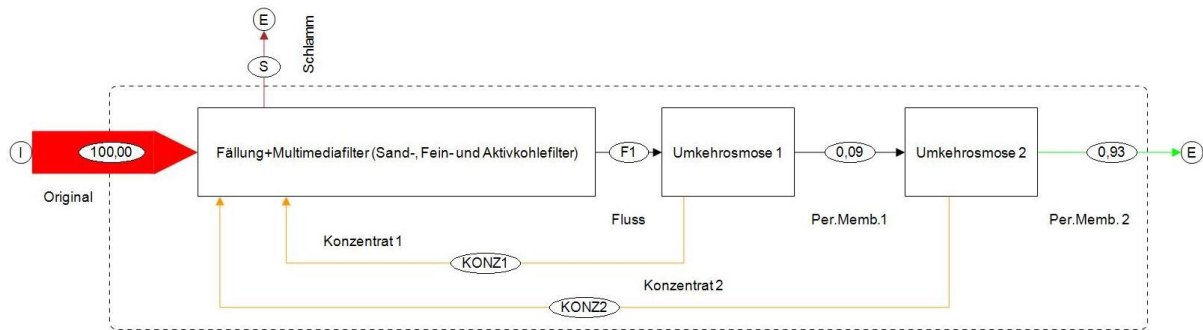 E
Schlamm
S
I
100,00
Original
Fällung+Multimediafilter (Sand-, Fein- und Aktivkohlefilter)
F1
Fluss
Umkehrosmose 1
0,09
Per.Memb.1
Umkehrosmose 2
0,93
Per.Memb. 2
E
Konzentrat 1
KONZ1
Konzentrat 2
KONZ2